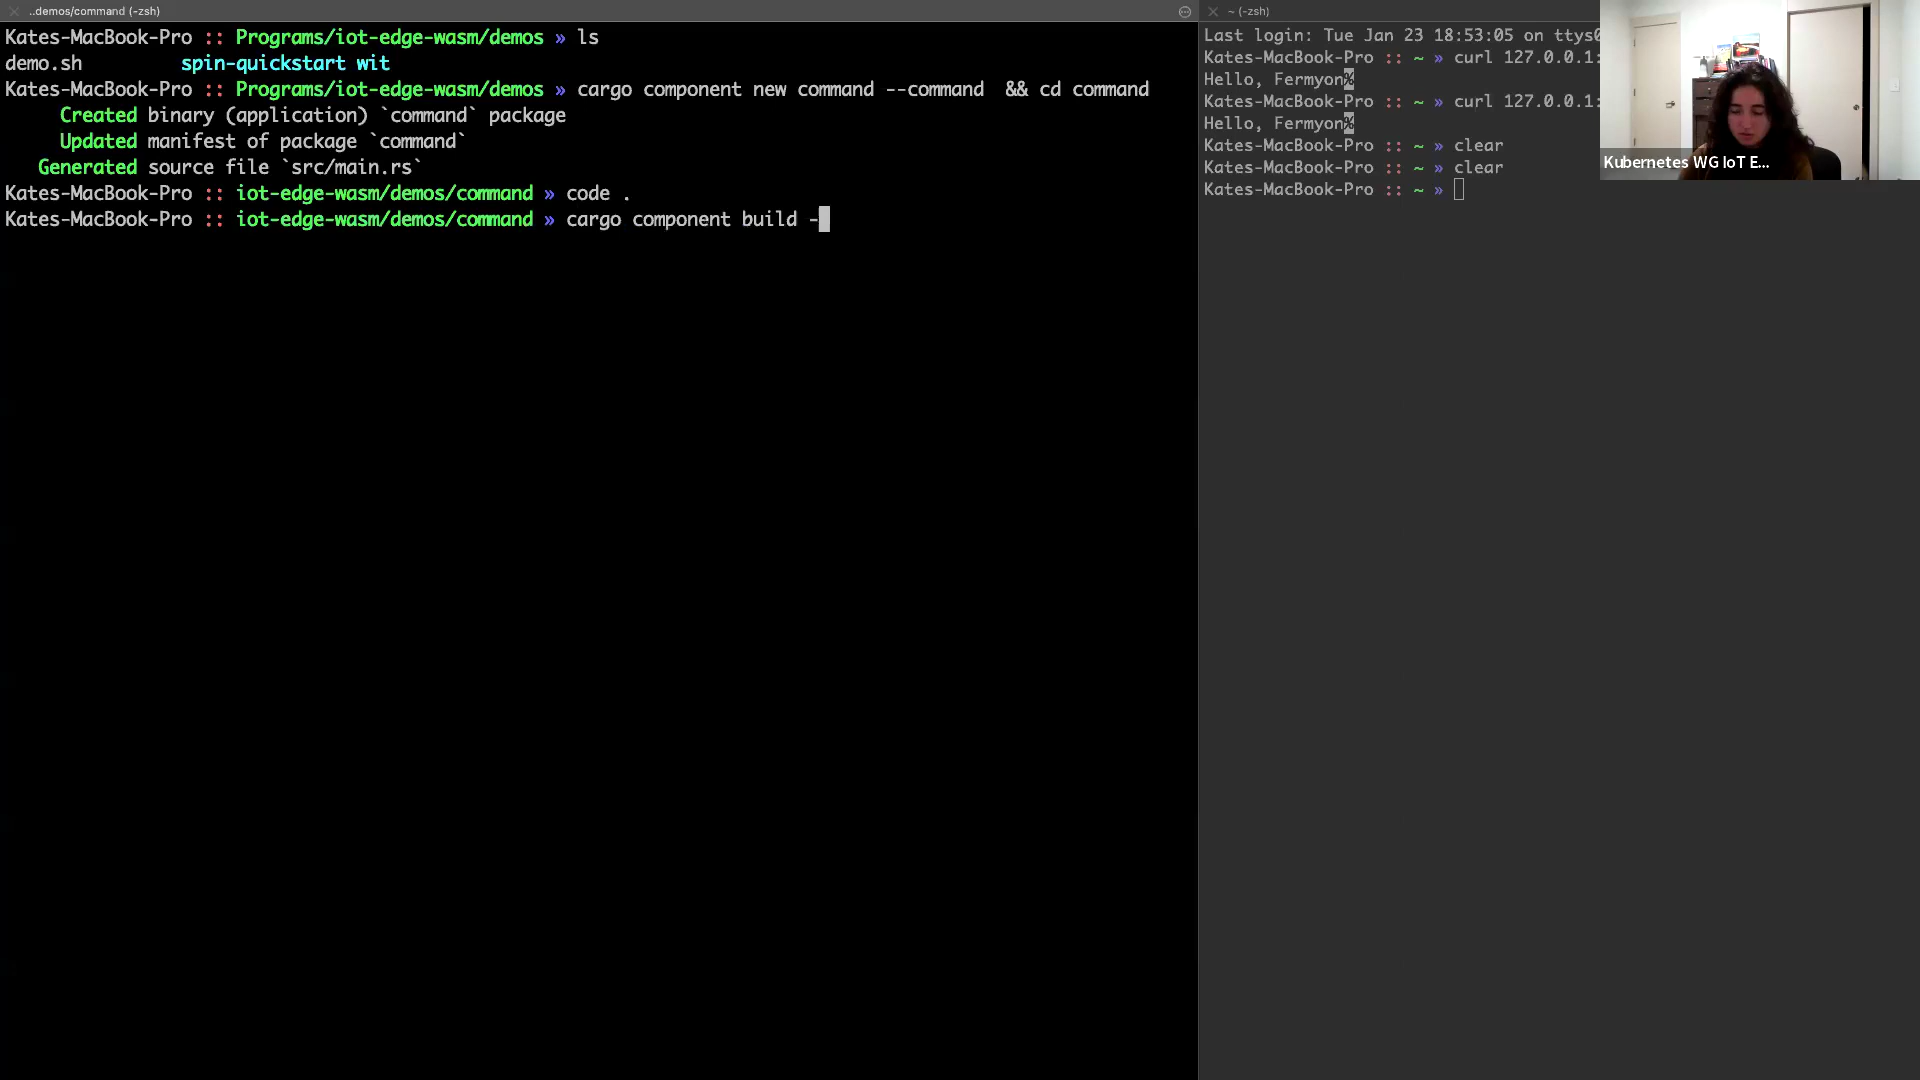 ..demos/command (-zsh)
Kates-MacBook-Pro :: Programs/iot-edge-wasm/demos » ls
demo.sh spin-quickstart wit
Kates-MacBook-Pro :: Programs/iot-edge-wasm/demos » cargo component new command --command && cd command
Created binary (application) `command` package
Updated manifest of package `command`
Generated source file `src/main.rs`
Kates-MacBook-Pro :: iot-edge-wasm/demos/command » code .
Kates-MacBook-Pro :: iot-edge-wasm/demos/command » cargo component build -
~ (-zsh)
Last login: Tue Jan 23 18:53:05 on ttys0
Kates-MacBook-Pro :: ~ » curl 127.0.0.1:
Hello, Fermyon%
Kates-MacBook-Pro :: ~ » curl 127.0.0.1:
Hello, Fermyon%
Kates-MacBook-Pro :: ~ » clear
Kates-MacBook-Pro :: ~ » clear
Kates-MacBook-Pro :: ~ »
Kubernetes WG IoT E...